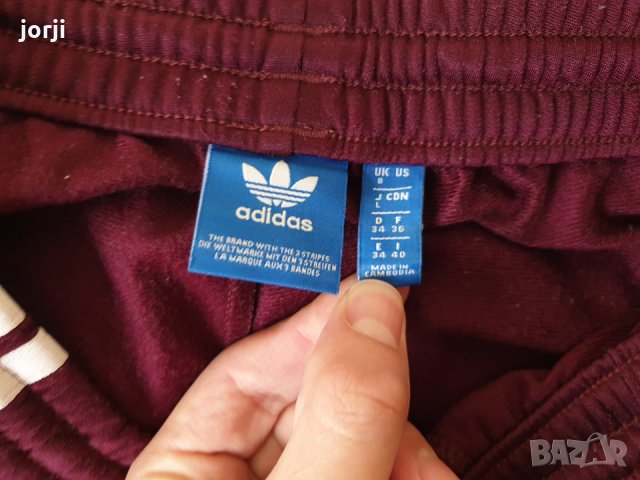 jorji
adidas
THE BRAND WITH THE 3 STRIPES
DIE WELTMARKE MIT DEN 3 STREIFEN
LA MARQUE AUX 3 BANDES
UK US
8
J CDN
L
D F
34 36
E I
34 40
MADE IN
CAMBODIA
BAZAR